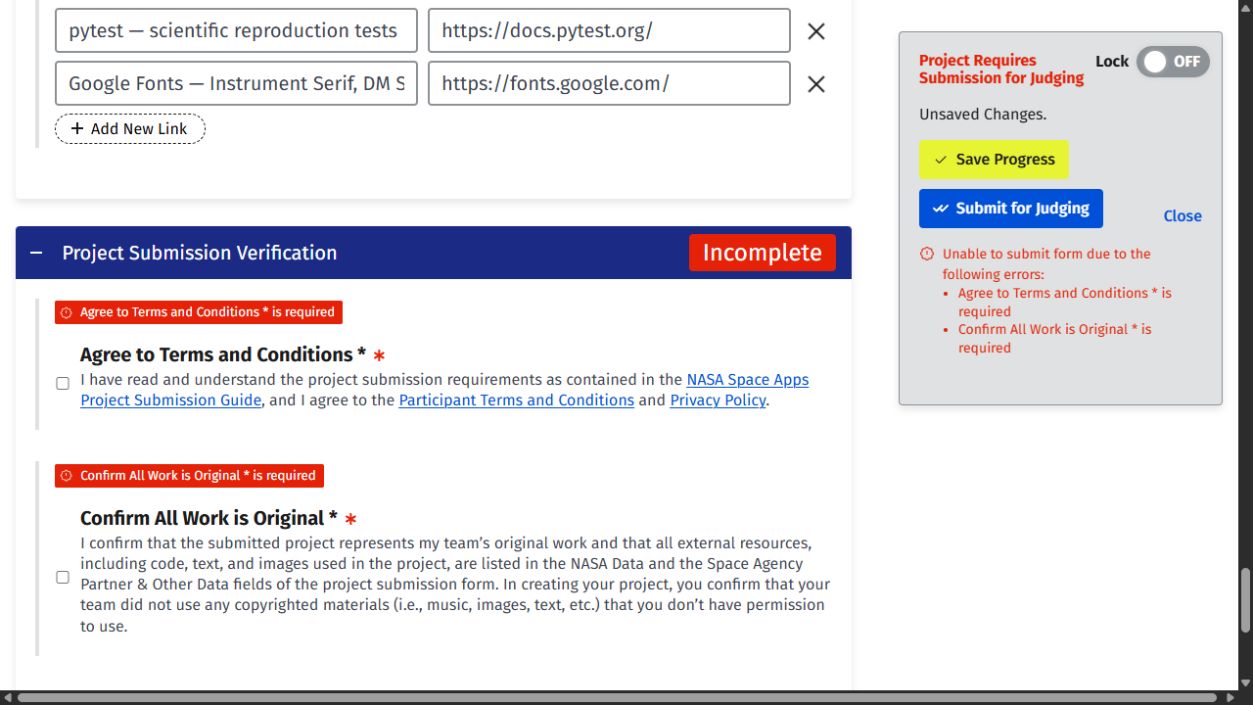 pytest — scientific reproduction tests
https://docs.pytest.org/
Google Fonts — Instrument Serif, DM S
https://fonts.google.com/
+ Add New Link
Project Submission Verification
Incomplete
Agree to Terms and Conditions * is required
Agree to Terms and Conditions * *
I have read and understand the project submission requirements as contained in the NASA Space Apps
Project Submission Guide, and I agree to the Participant Terms and Conditions and Privacy Policy.
Confirm All Work is Original * is required
Confirm All Work is Original * *
I confirm that the submitted project represents my team’s original work and that all external resources,
including code, text, and images used in the project, are listed in the NASA Data and the Space Agency
Partner & Other Data fields of the project submission form. In creating your project, you confirm that your
team did not use any copyrighted materials (i.e., music, images, text, etc.) that you don’t have permission
to use.
Project Requires
Submission for Judging
Lock
OFF
Unsaved Changes.
Save Progress
Submit for Judging
Close
Unable to submit form due to the
following errors:
• Agree to Terms and Conditions * is
required
• Confirm All Work is Original * is
required